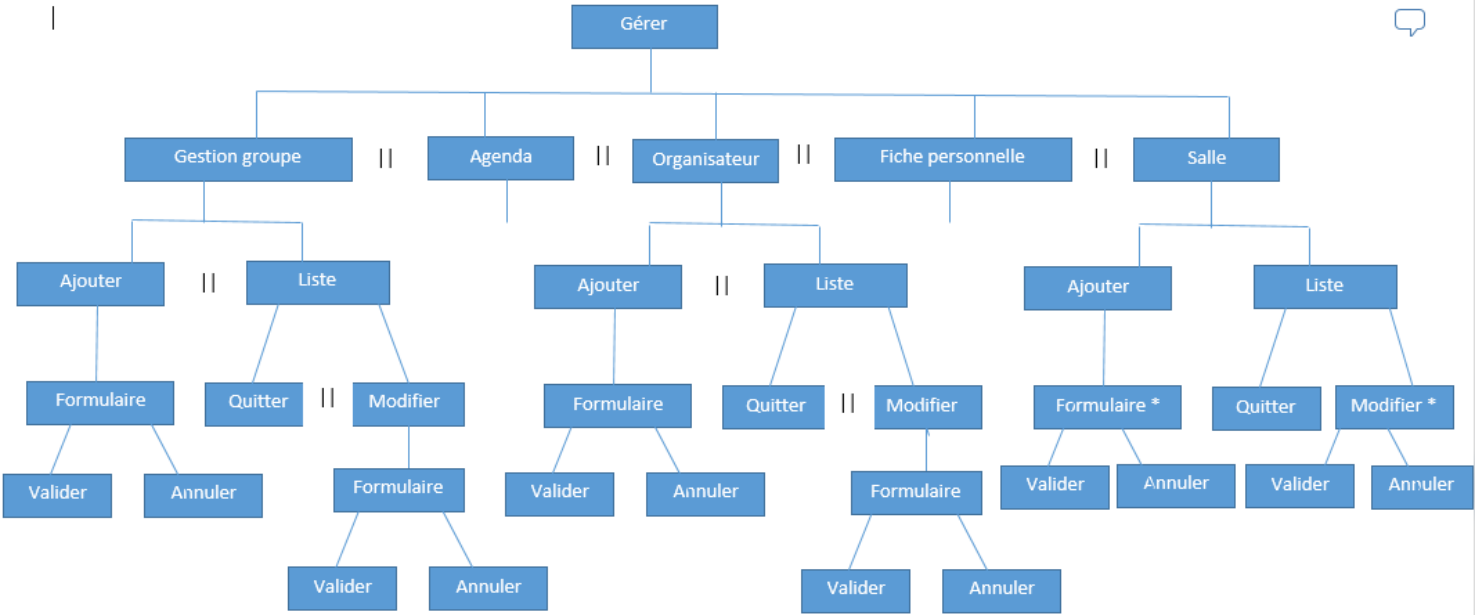 Gérer
Gestion groupe || Agenda || Organisateur || Fiche personnelle || Salle
Ajouter || Liste Ajouter || Liste Ajouter Liste
Formulaire Quitter || Modifier Formulaire Quitter || Modifier Formulaire * Quitter Modifier *
Valider Annuler Formulaire Valider Annuler Formulaire Valider Annuler Valider Annuler
Valider Annuler Valider Annuler